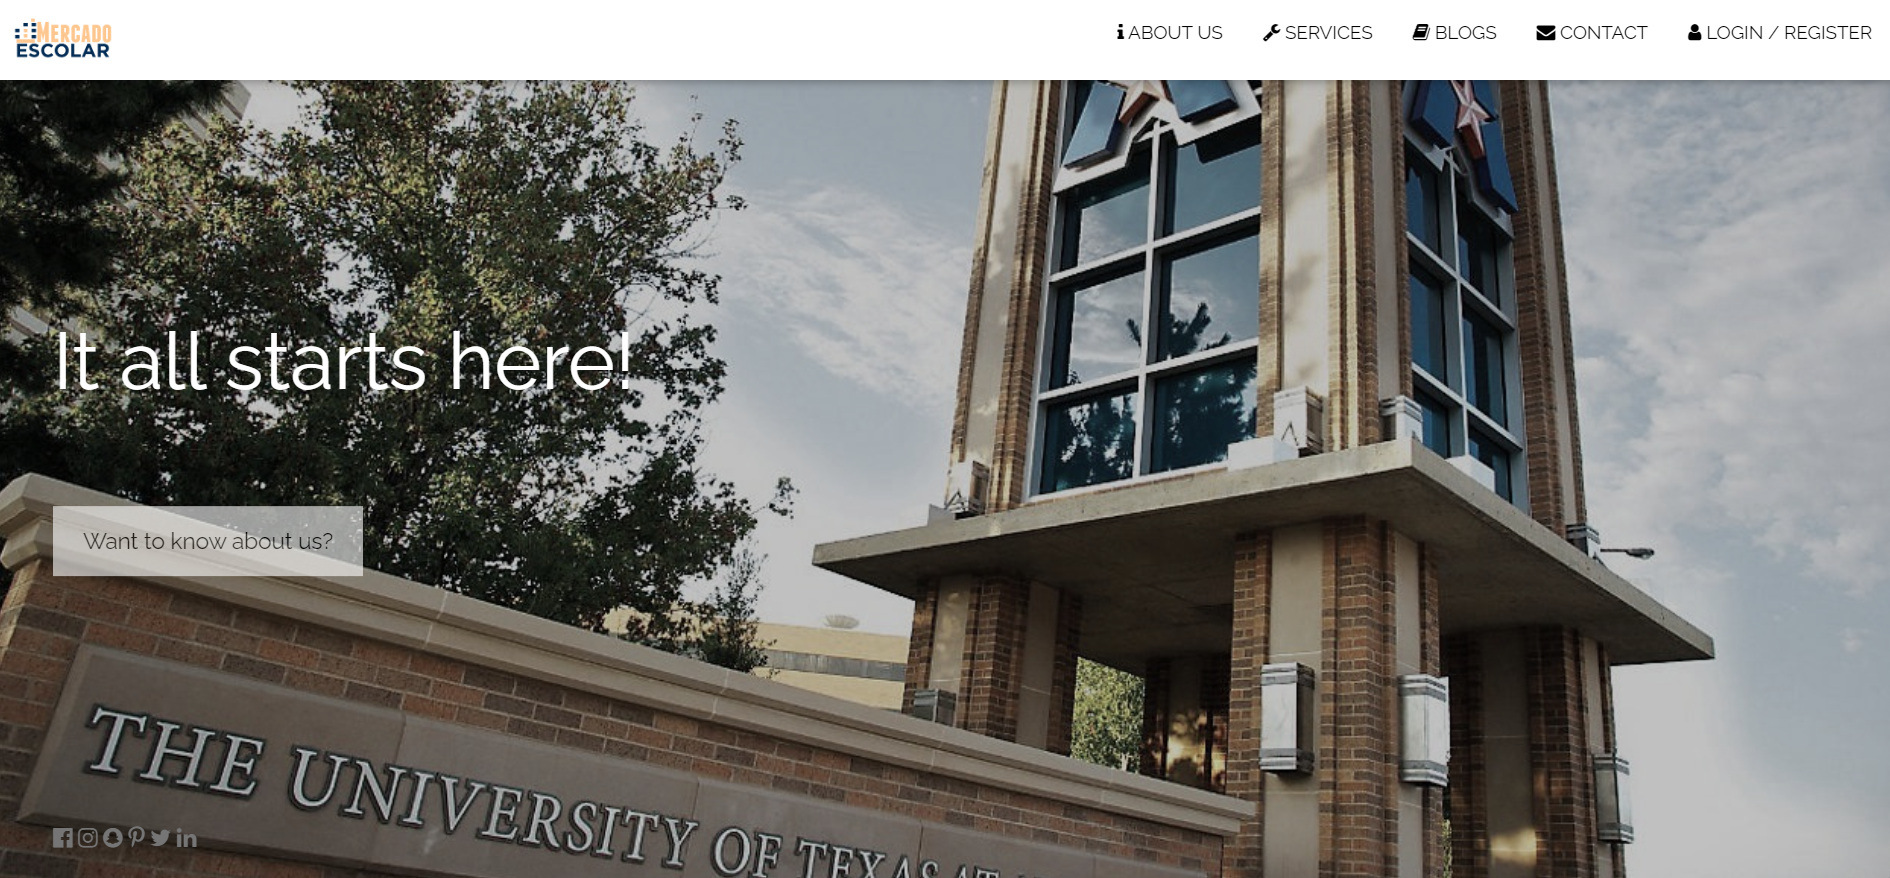 MERCADO
ESCOLAR
ABOUT US
SERVICES
BLOGS
CONTACT
LOGIN / REGISTER
It all starts here!
Want to know about us?
THE UNIVERSITY OF TEXAS AT